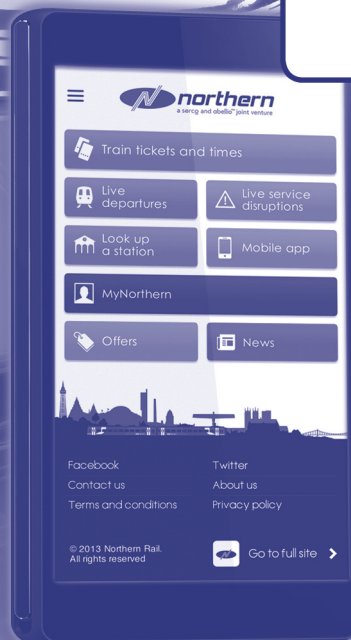 northern
a serco and abellio joint venture
Train tickets and times
Live
departures
Live service
disruptions
Look up
a station
Mobile app
MyNorthern
Offers
News
Facebook
Twitter
Contact us
About us
Terms and conditions
Privacy policy
© 2013 Northern Rail.
All rights reserved
Go to full site